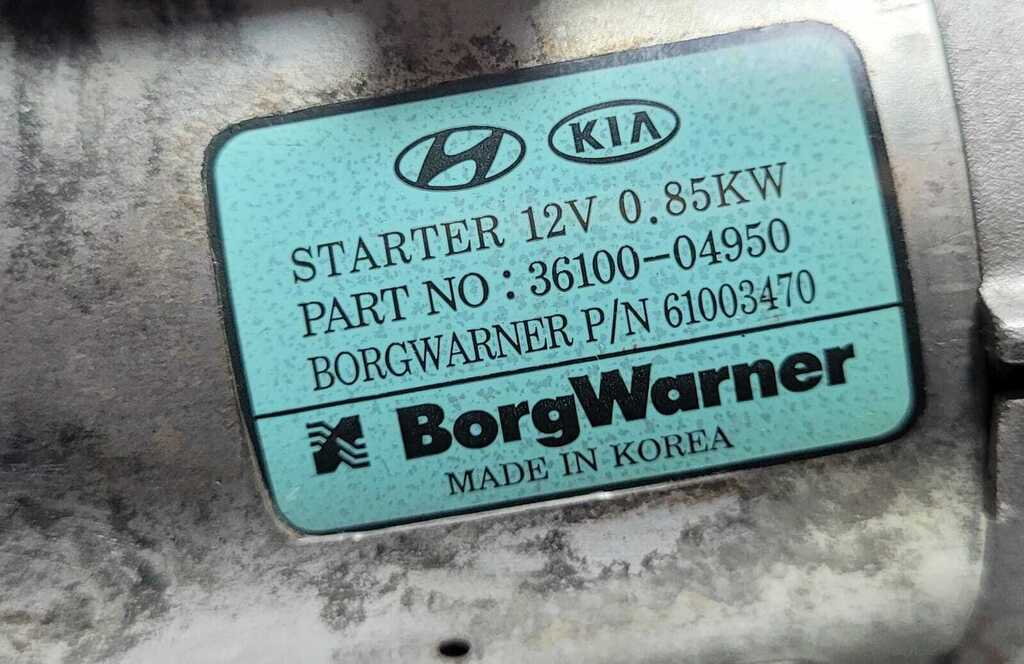 KIA
STARTER 12V 0.85KW
PART NO : 36100-04950
BORGWARNER P/N 61003470
BorgWarner
MADE IN KOREA